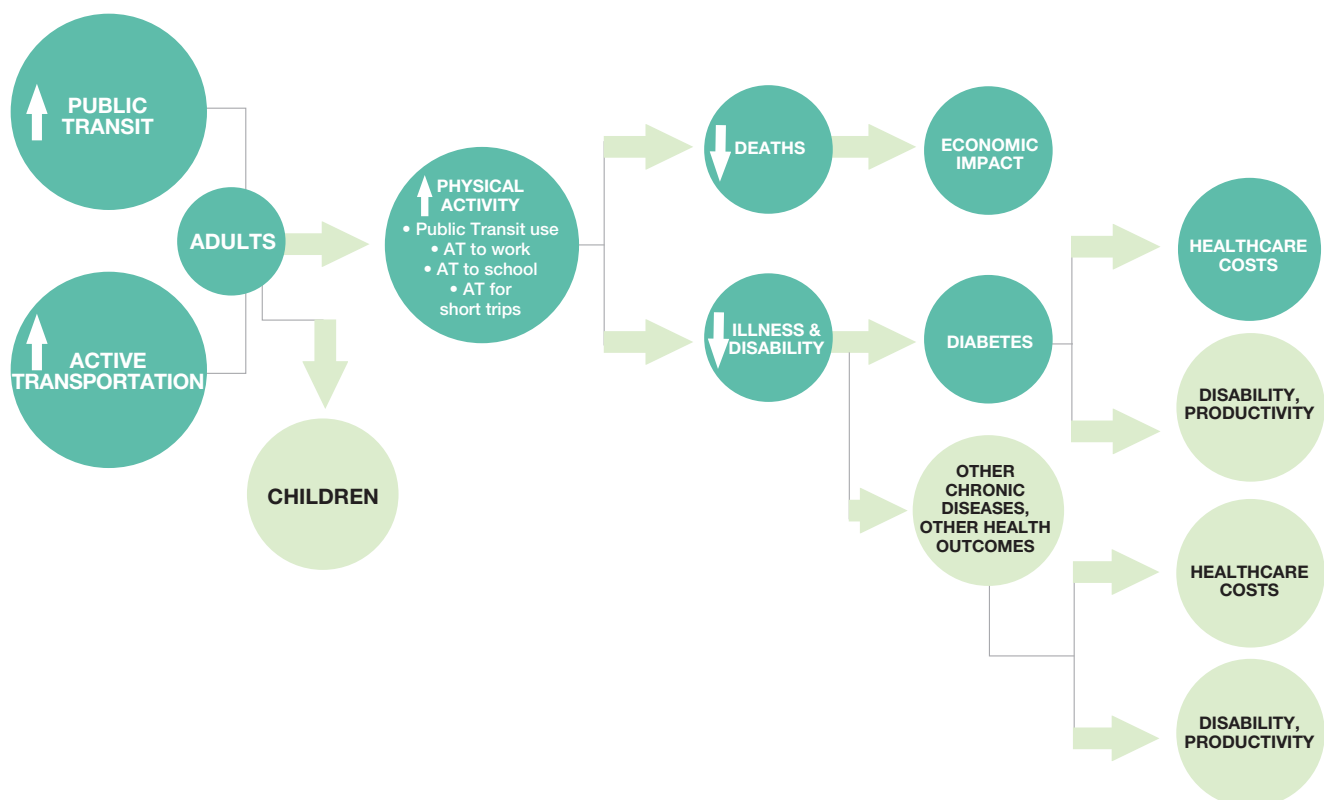 PUBLIC
TRANSIT
ADULTS
ACTIVE
TRANSPORTATION
CHILDREN
PHYSICAL
ACTIVITY
• Public Transit use
• AT to work
• AT to school
• AT for
short trips
DEATHS
ECONOMIC
IMPACT
ILLNESS &
DISABILITY
DIABETES
OTHER
CHRONIC
DISEASES,
OTHER HEALTH
OUTCOMES
HEALTHCARE
COSTS
DISABILITY,
PRODUCTIVITY
HEALTHCARE
COSTS
DISABILITY,
PRODUCTIVITY